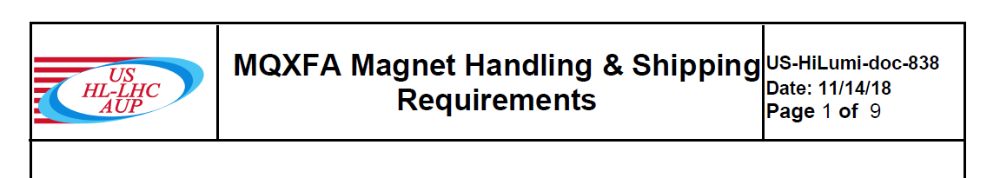 US
HL-LHC
AUP
MQXFA Magnet Handling & Shipping
Requirements
US-HiLumi-doc-838
Date: 11/14/18
Page 1 of 9